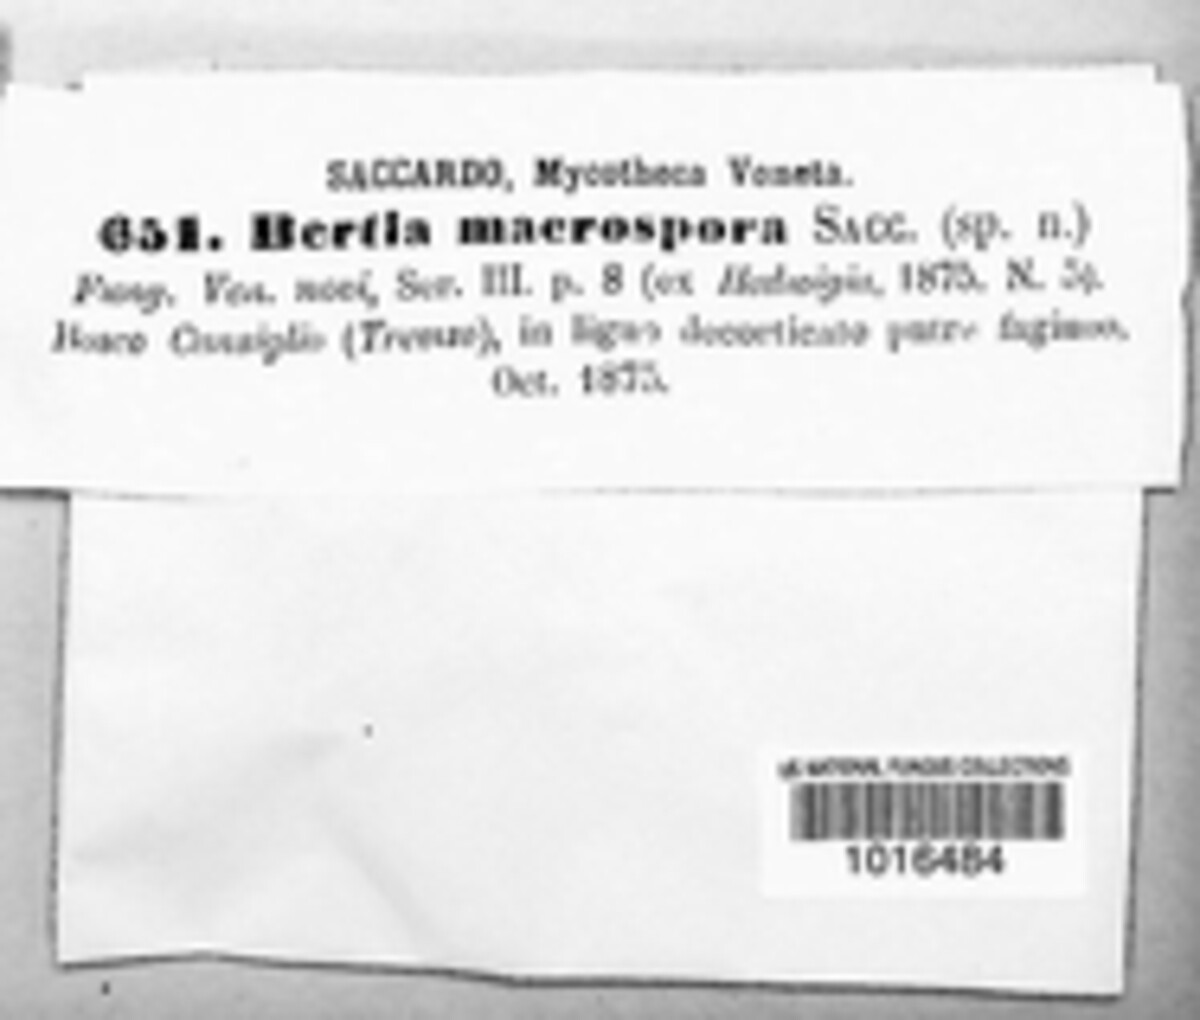 SACCARDO, Mycotheca Veneta.
651. Bertia macrospora SACC. (sp. n.)
Fung. Ven. novi, Ser. III. p. 8 (ex Hedwigia, 1875. N. 5).
Bosco Cansiglio (Treviso), in ligno decorticato putre fagineo.
Oct. 1875.
US NATIONAL FUNGUS COLLECTIONS
1016484